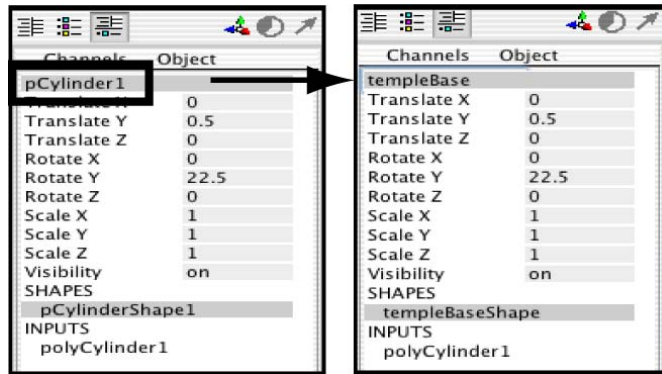 Channels Object
pCylinder1
Translate X 0
Translate Y 0.5
Translate Z 0
Rotate X 0
Rotate Y 22.5
Rotate Z 0
Scale X 1
Scale Y 1
Scale Z 1
Visibility on
SHAPES
pCylinderShape1
INPUTS
polyCylinder1
Channels Object
templeBase
Translate X 0
Translate Y 0.5
Translate Z 0
Rotate X 0
Rotate Y 22.5
Rotate Z 0
Scale X 1
Scale Y 1
Scale Z 1
Visibility on
SHAPES
templeBaseShape
INPUTS
polyCylinder1